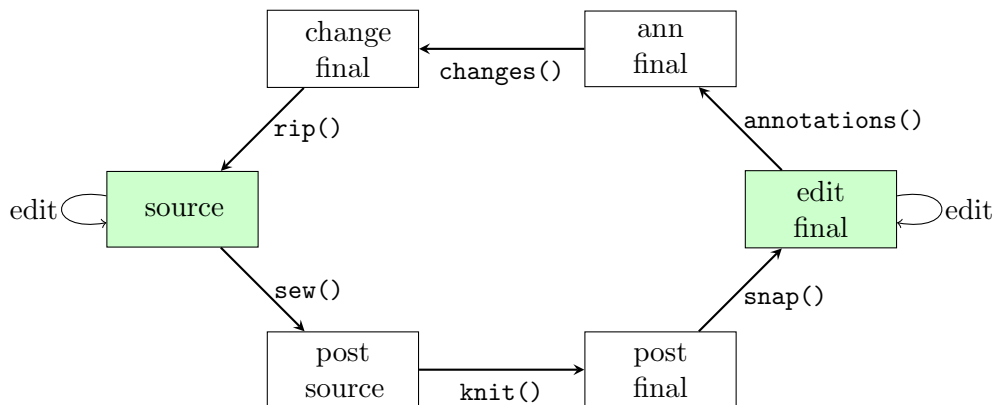 change
final
ann
final
changes()
rip()
annotations()
edit
source
edit
final
edit
sew()
snap()
post
source
post
final
knit()